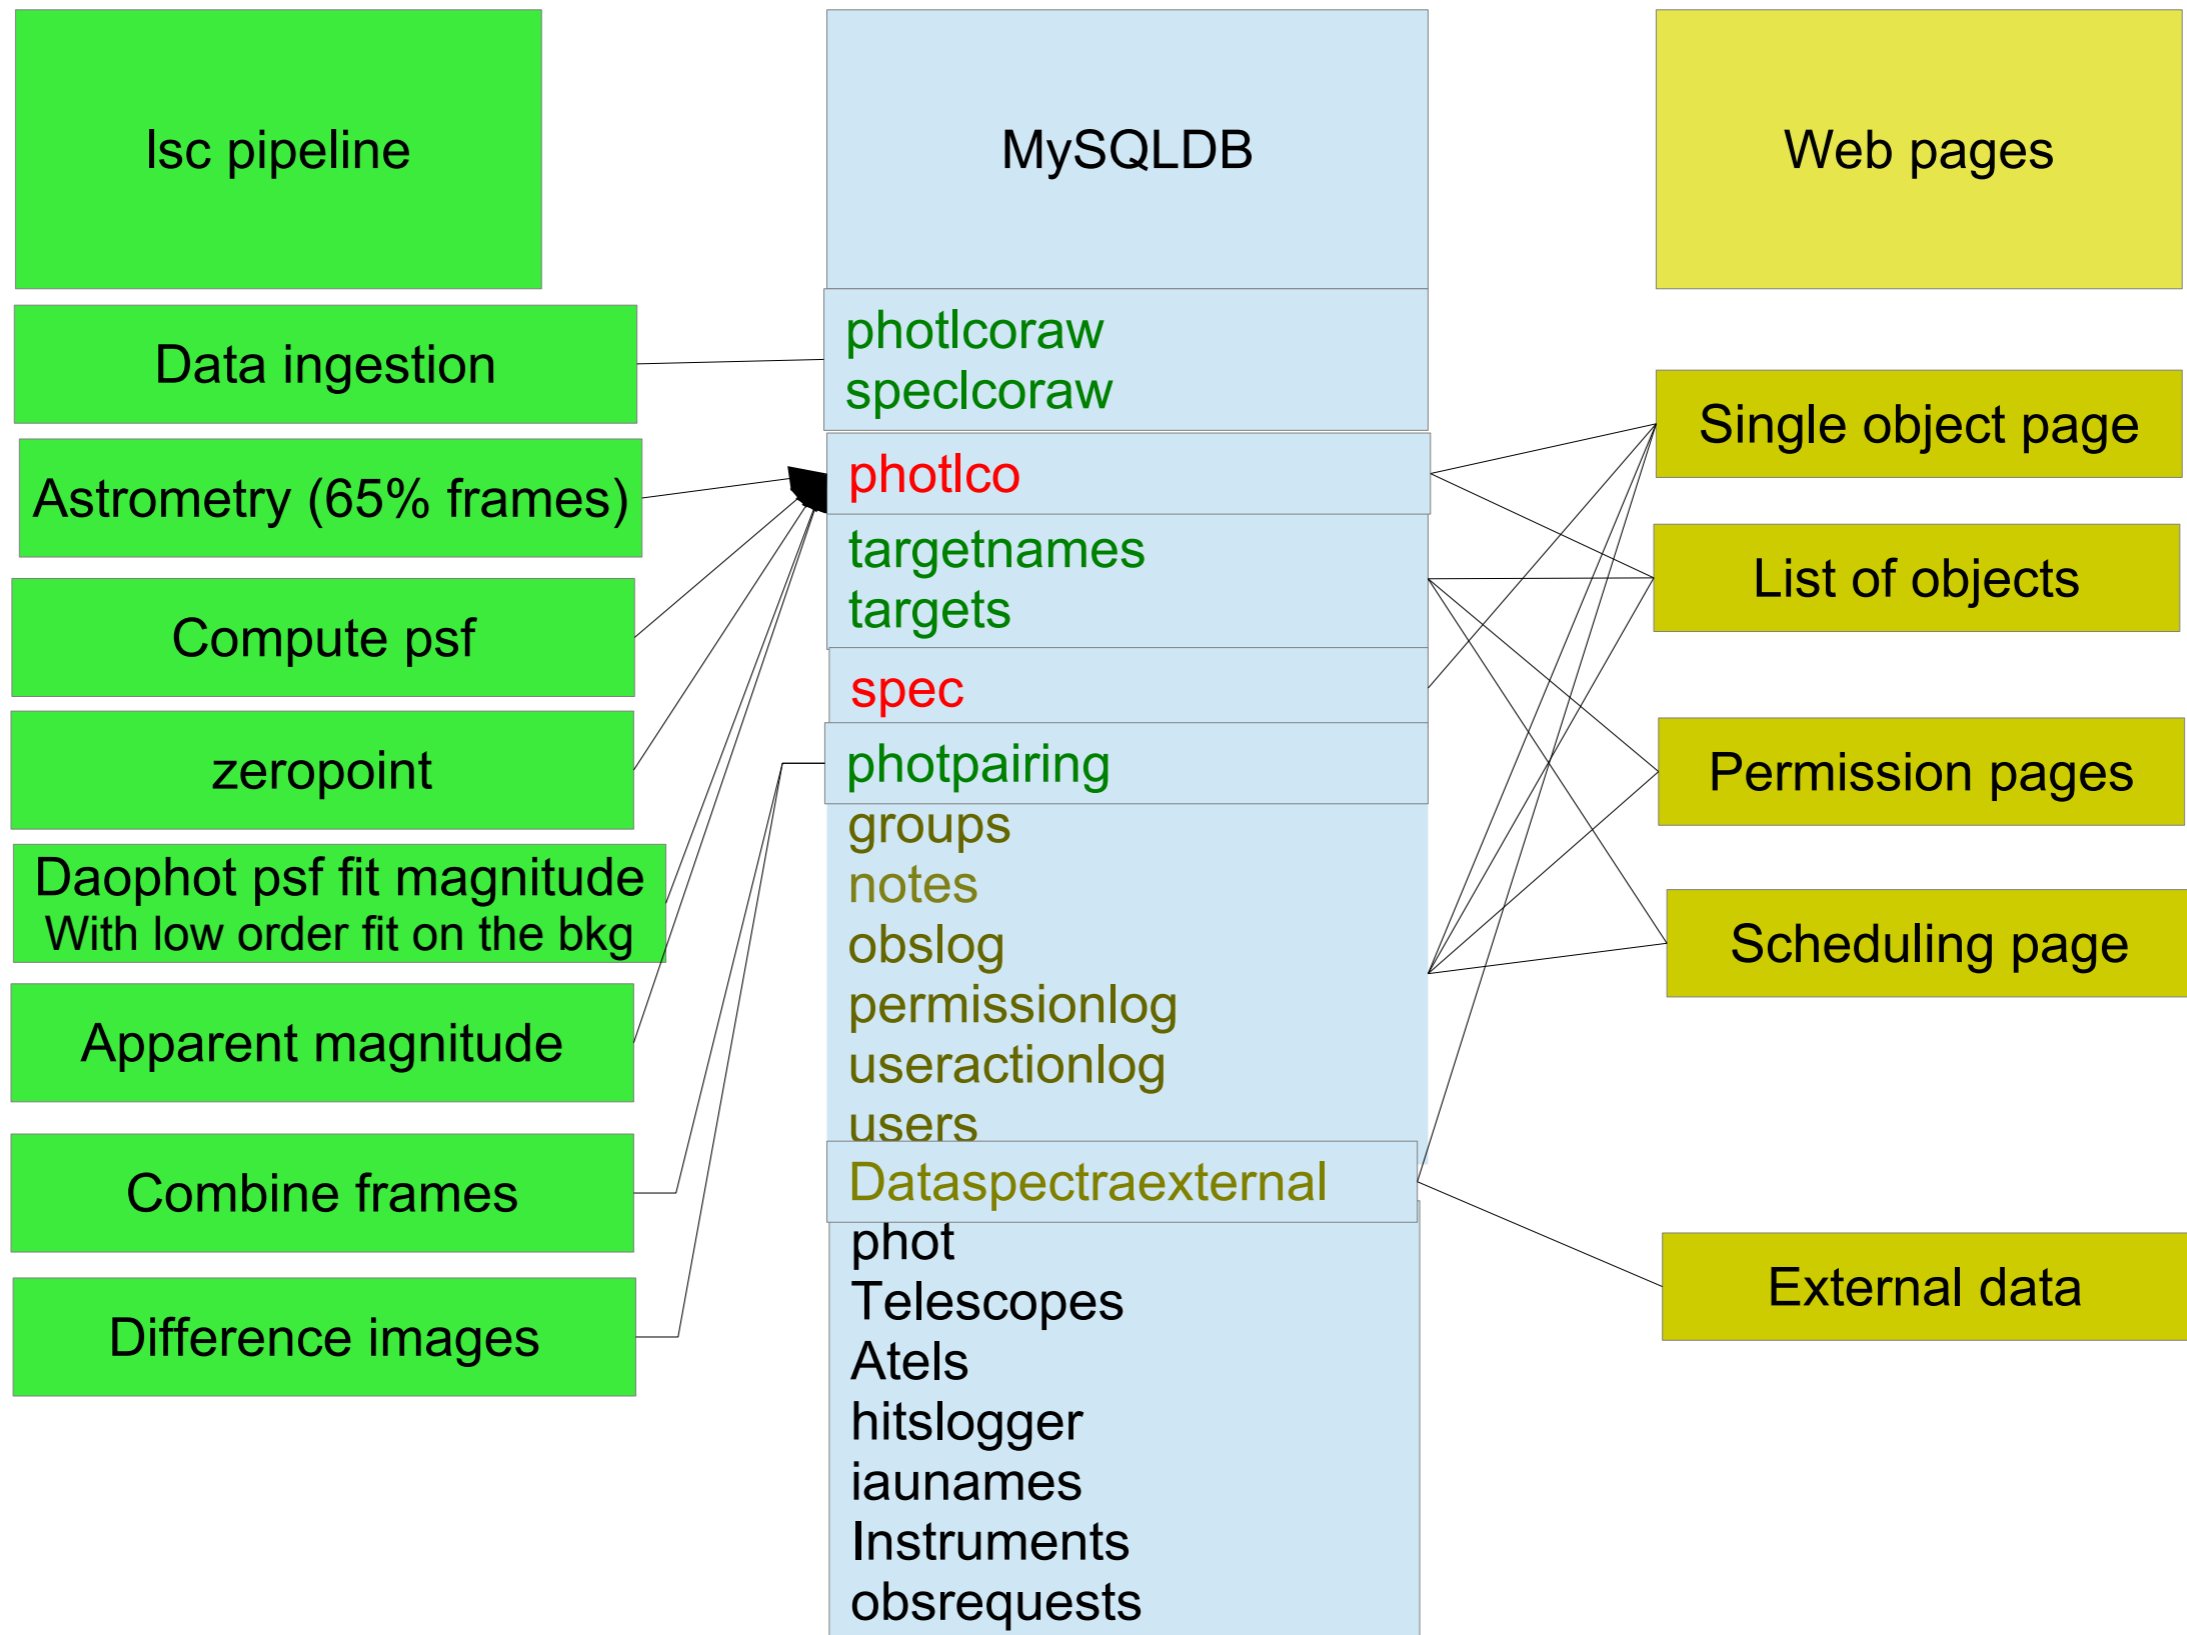 lsc pipeline
Data ingestion
Astrometry (65% frames)
Compute psf
zeropoint
Daophot psf fit magnitude
With low order fit on the bkg
Apparent magnitude
Combine frames
Difference images
MySQLDB
photlcoraw
speclcoraw
photlco
targetnames
targets
spec
photpairing
groups
notes
obslog
permissionlog
useractionlog
users
Dataspectraexternal
phot
Telescopes
Atels
hitslogger
iaunames
Instruments
obsrequests
Web pages
Single object page
List of objects
Permission pages
Scheduling page
External data